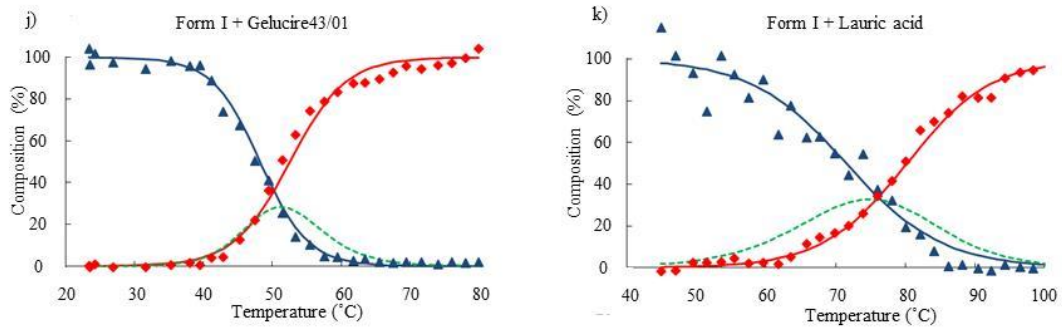 j)
Form I + Gelucire43/01
100
80
60
40
20
0
Composition (%)
20 30 40 50 60 70 80
Temperature (˚C)
k)
Form I + Lauric acid
100
80
60
40
20
0
Composition (%)
40 50 60 70 80 90 100
Temperature (˚C)